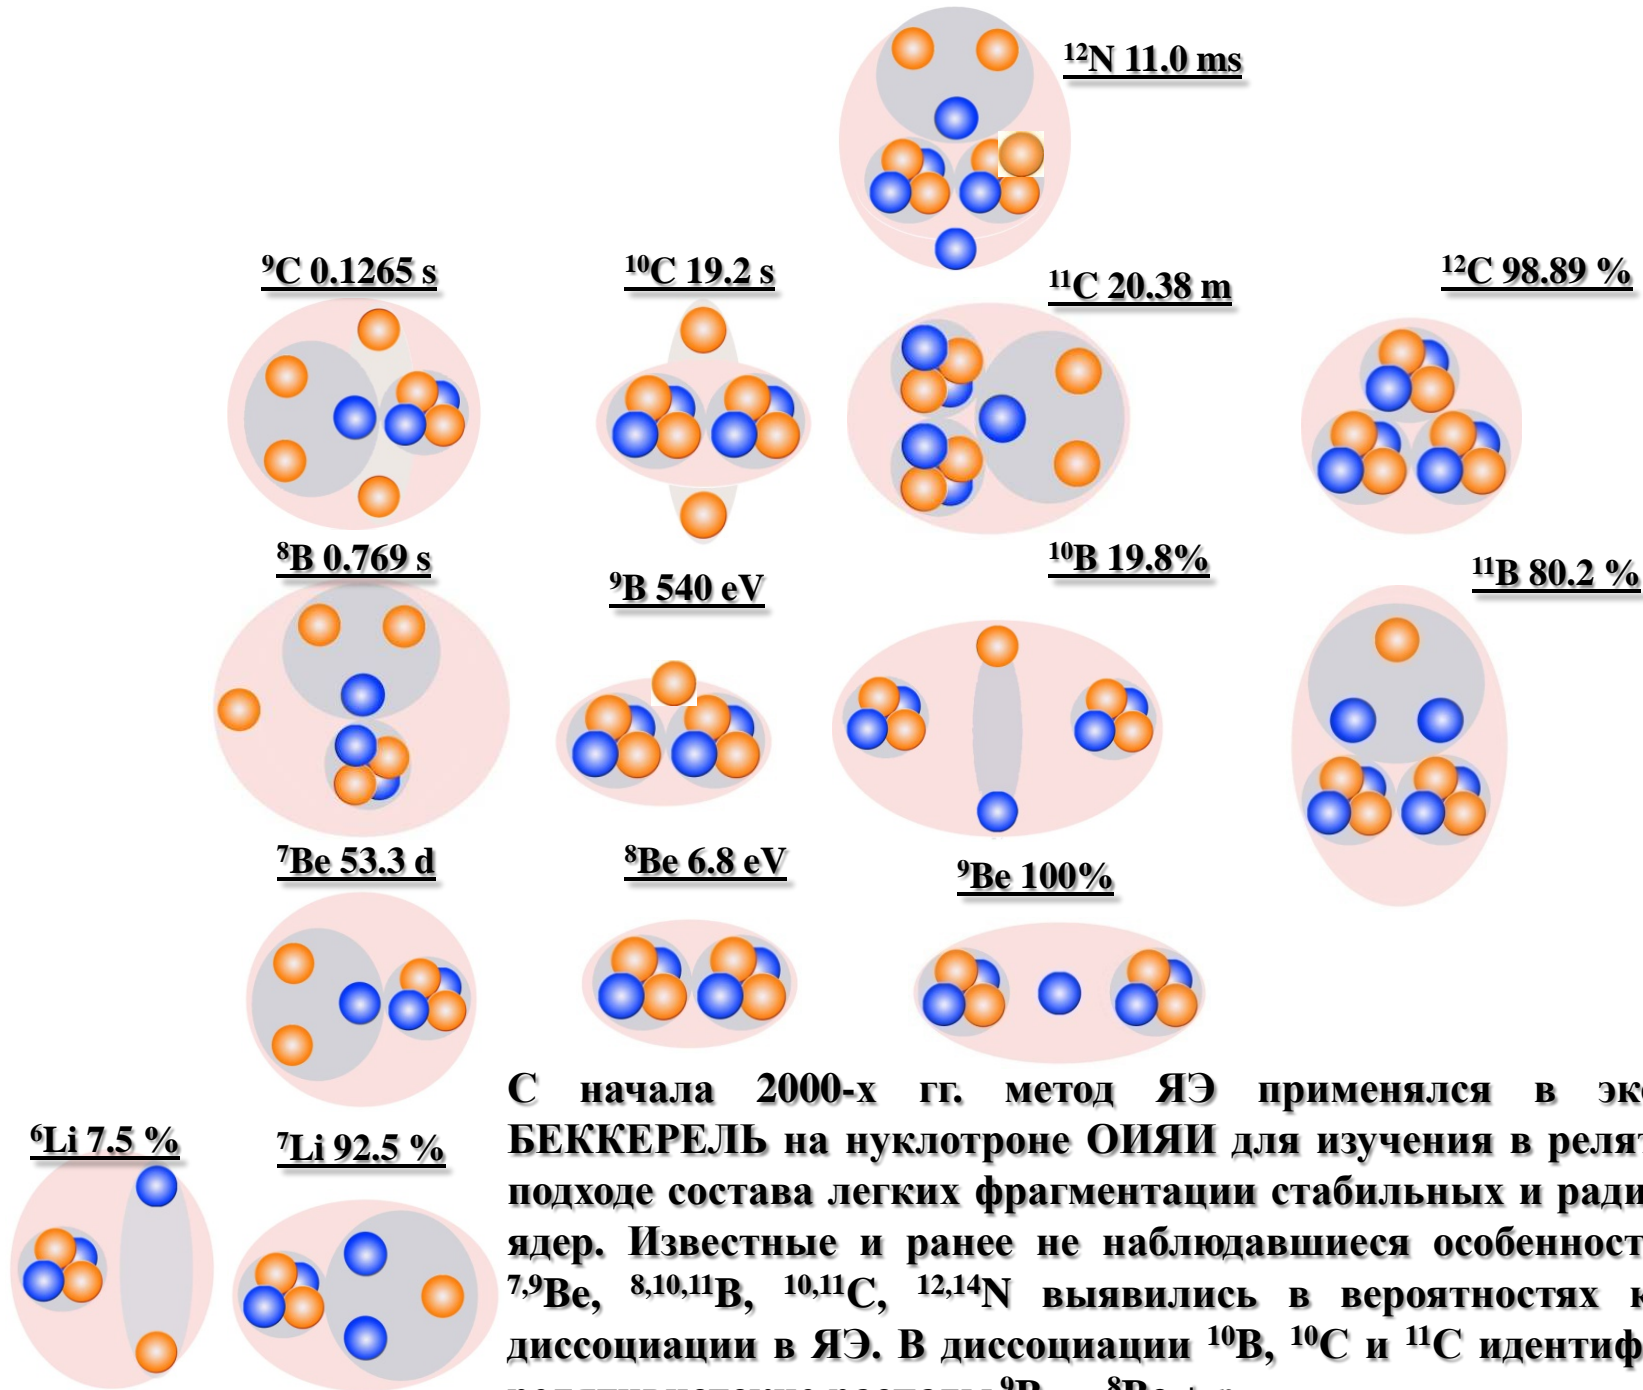 ¹²N 11.0 ms
⁹C 0.1265 s
¹⁰C 19.2 s
¹¹C 20.38 m
¹²C 98.89 %
⁸B 0.769 s
⁹B 540 eV
¹⁰B 19.8%
¹¹B 80.2 %
⁷Be 53.3 d
⁸Be 6.8 eV
⁹Be 100%
⁶Li 7.5 %
⁷Li 92.5 %
С начала 2000-х гг. метод ЯЭ применялся в
БЕККЕРЕЛЬ на нуклотроне ОИЯИ для изучения в
подходе состава легких фрагментации стабильных и
ядер. Известные и ранее не наблюдавшиеся
⁷,⁹Be, ⁸,¹⁰,¹¹B, ¹⁰,¹¹C, ¹²,¹⁴N выявились в вероятностях
диссоциации в ЯЭ. В диссоциации ¹⁰B, ¹⁰C и ¹¹C
⁹B ⁸Be